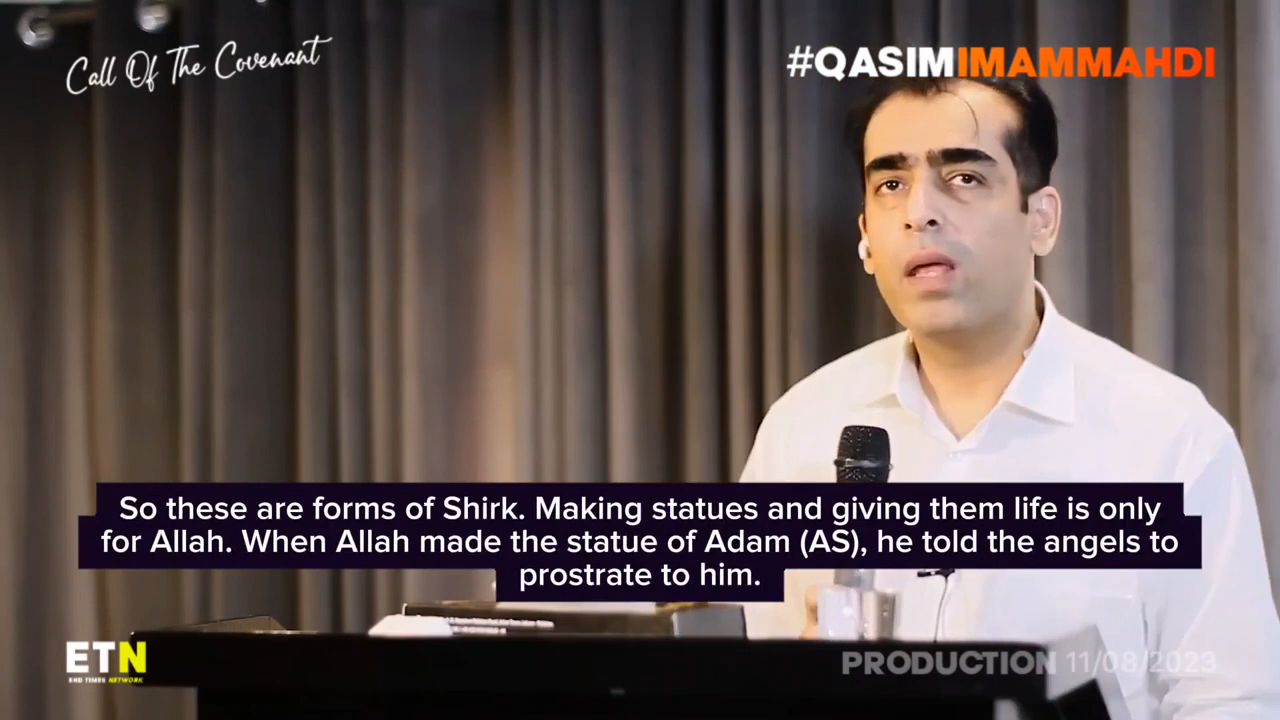 Call Of The Covenant
#QASIMIMAMMAHDI
So these are forms of Shirk. Making statues and giving them life is only
for Allah. When Allah made the statue of Adam (AS), he told the angels to
prostrate to him.
ETN
END TIMES NETWORK
PRODUCTION 11/08/2023